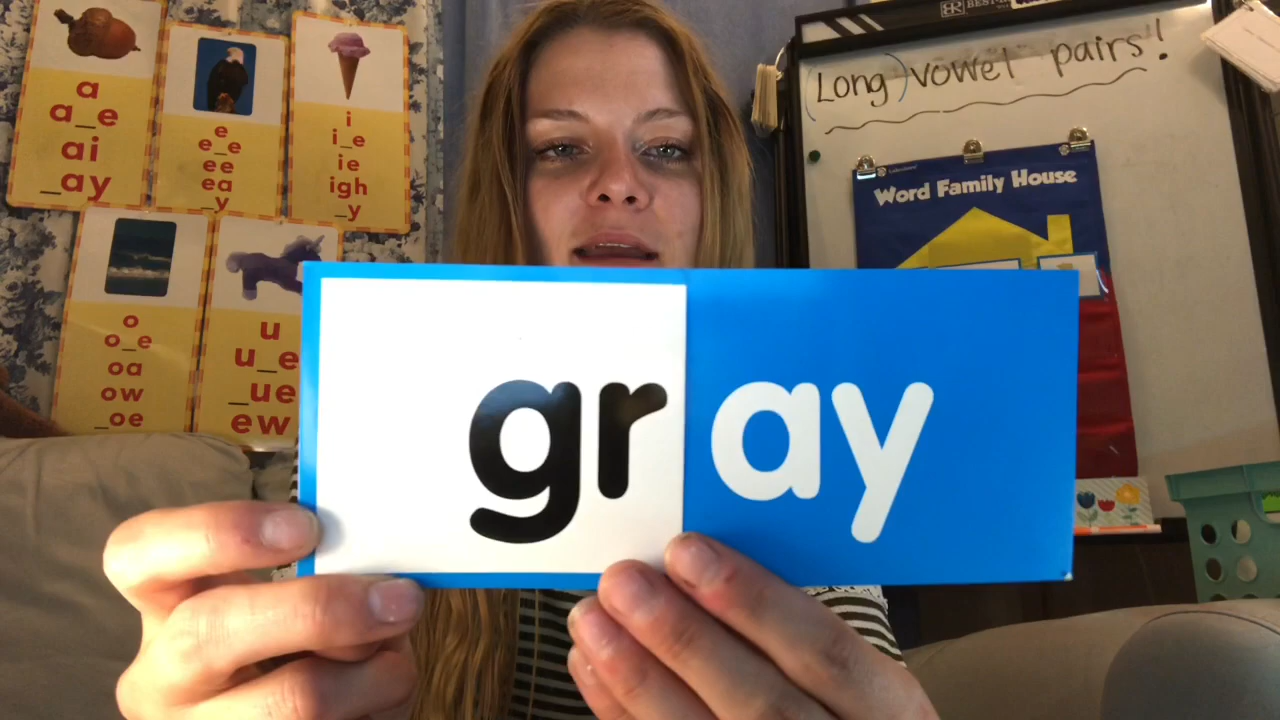 a
a_e
ai
_ay
e
e_e
ee
ea
_y
i
i_e
ie
igh
_y
o
o_e
oa
ow
_oe
u
u_e
_ue
ew
(Long) vowel pairs!
Word Family House
gray